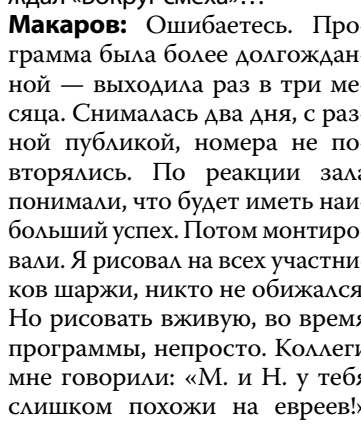 ждал «Вокруг смеха»…
Макаров: Ошибаетесь. Про-
грамма была более долгождан-
ной — выходила раз в три ме-
сяца. Снималась два дня, с раз-
ной публикой, номера не по-
вторялись. По реакции зала
понимали, что будет иметь наи-
больший успех. Потом монтиро-
вали. Я рисовал на всех участни-
ков шаржи, никто не обижался.
Но рисовать вживую, во время
программы, непросто. Коллеги
мне говорили: «М. и Н. у тебя
слишком похожи на евреев!»